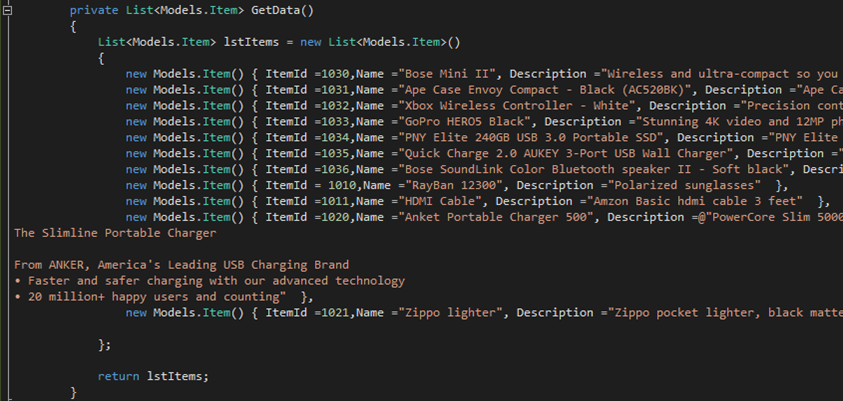 private List<Models.Item> GetData()
{
List<Models.Item> lstItems = new List<Models.Item>()
{
new Models.Item() { ItemId =1030,Name ="Bose Mini II", Description ="Wireless and ultra-compact so you
new Models.Item() { ItemId =1031,Name ="Ape Case Envoy Compact - Black (AC520BK)", Description ="Ape Ca
new Models.Item() { ItemId =1032,Name ="Xbox Wireless Controller - White", Description ="Precision cont
new Models.Item() { ItemId =1033,Name ="GoPro HERO5 Black", Description ="Stunning 4K video and 12MP ph
new Models.Item() { ItemId =1034,Name ="PNY Elite 240GB USB 3.0 Portable SSD", Description ="PNY Elite
new Models.Item() { ItemId =1035,Name ="Quick Charge 2.0 AUKEY 3-Port USB Wall Charger", Description ="
new Models.Item() { ItemId =1036,Name ="Bose SoundLink Color Bluetooth speaker II - Soft black", Descri
new Models.Item() { ItemId = 1010,Name ="RayBan 12300", Description ="Polarized sunglasses"  },
new Models.Item() { ItemId =1011,Name ="HDMI Cable", Description ="Amzon Basic hdmi cable 3 feet"  },
new Models.Item() { ItemId =1020,Name ="Anket Portable Charger 500", Description =@"PowerCore Slim 5000
The Slimline Portable Charger
From ANKER, America's Leading USB Charging Brand
• Faster and safer charging with our advanced technology
• 20 million+ happy users and counting"  },
new Models.Item() { ItemId =1021,Name ="Zippo lighter", Description ="Zippo pocket lighter, black matte
};
return lstItems;
}